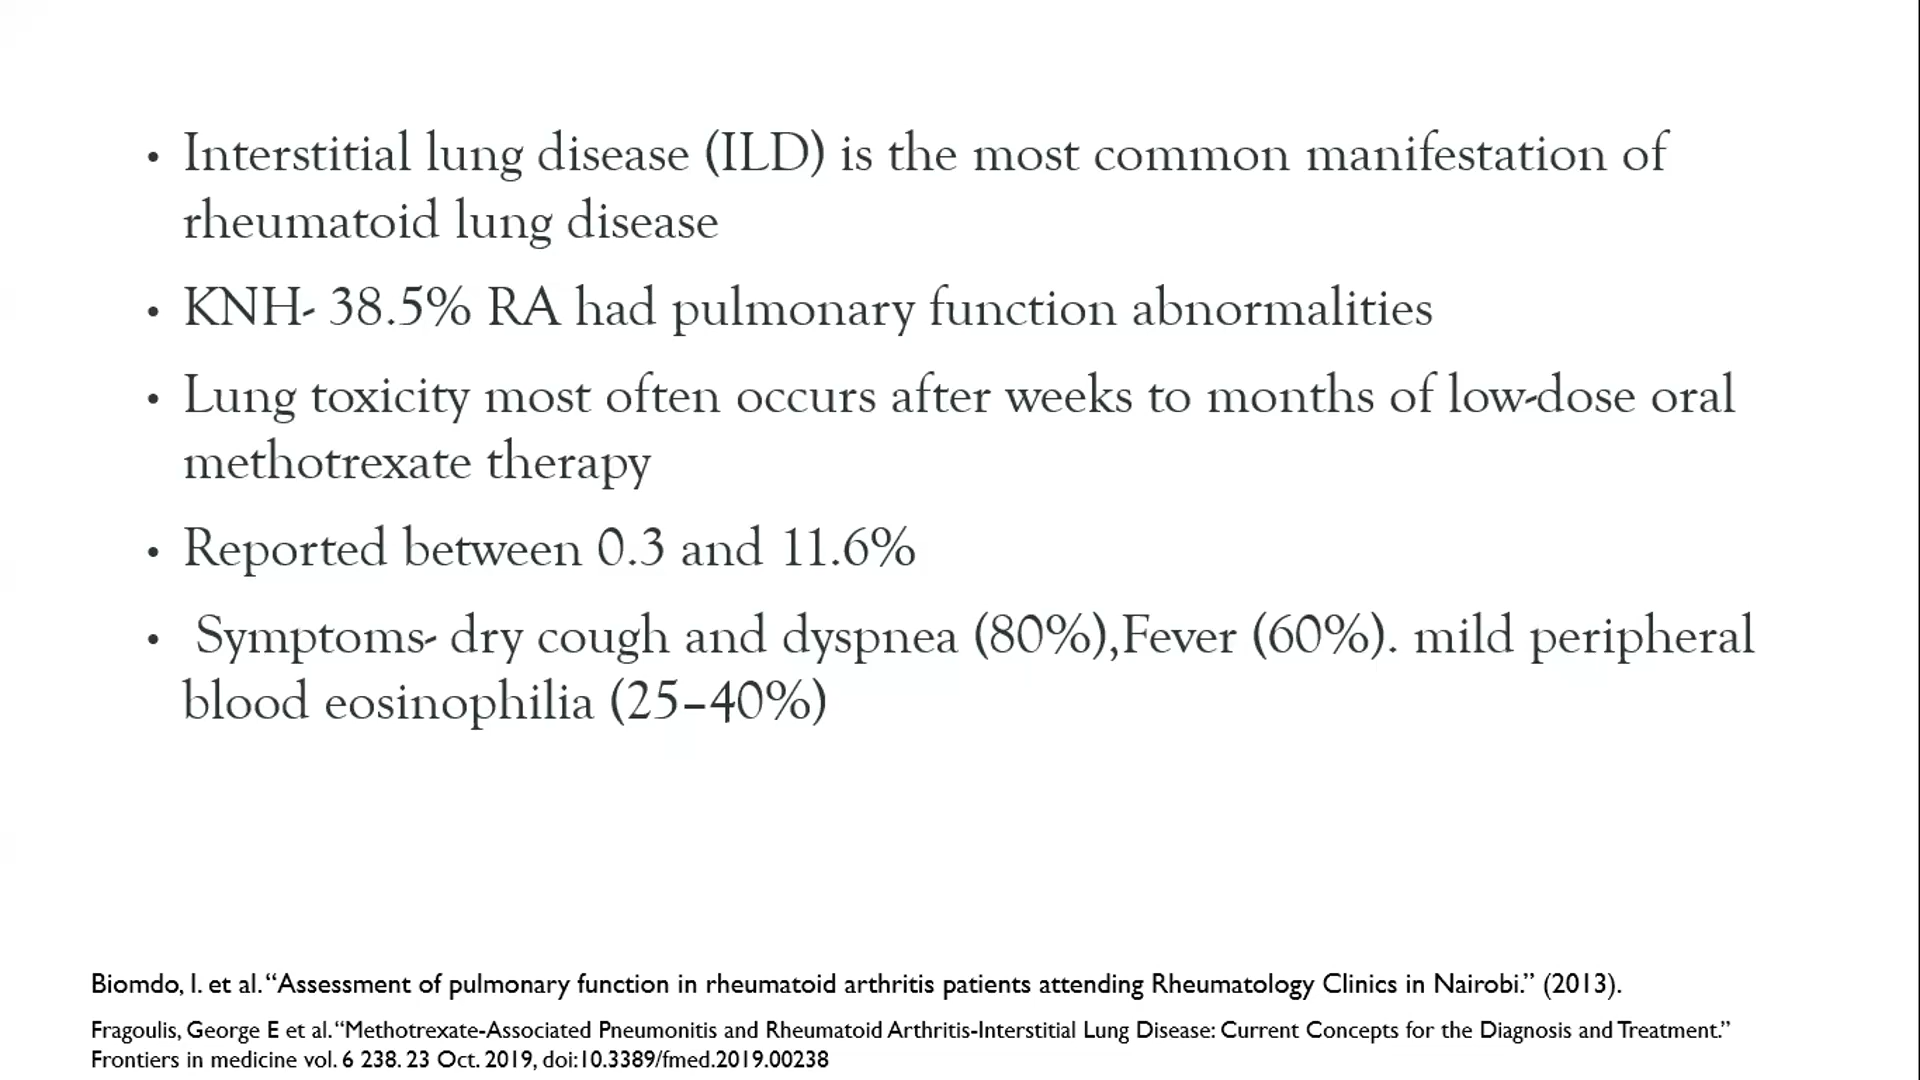 • Interstitial lung disease (ILD) is the most common manifestation of
rheumatoid lung disease
• KNH- 38.5% RA had pulmonary function abnormalities
• Lung toxicity most often occurs after weeks to months of low-dose oral
methotrexate therapy
• Reported between 0.3 and 11.6%
• Symptoms- dry cough and dyspnea (80%),Fever (60%). mild peripheral
blood eosinophilia (25–40%)
Biomdo, I. et al. “Assessment of pulmonary function in rheumatoid arthritis patients attending Rheumatology Clinics in Nairobi.” (2013).
Fragoulis, George E et al. “Methotrexate-Associated Pneumonitis and Rheumatoid Arthritis-Interstitial Lung Disease: Current Concepts for the Diagnosis and Treatment.”
Frontiers in medicine vol. 6 238. 23 Oct. 2019, doi:10.3389/fmed.2019.00238